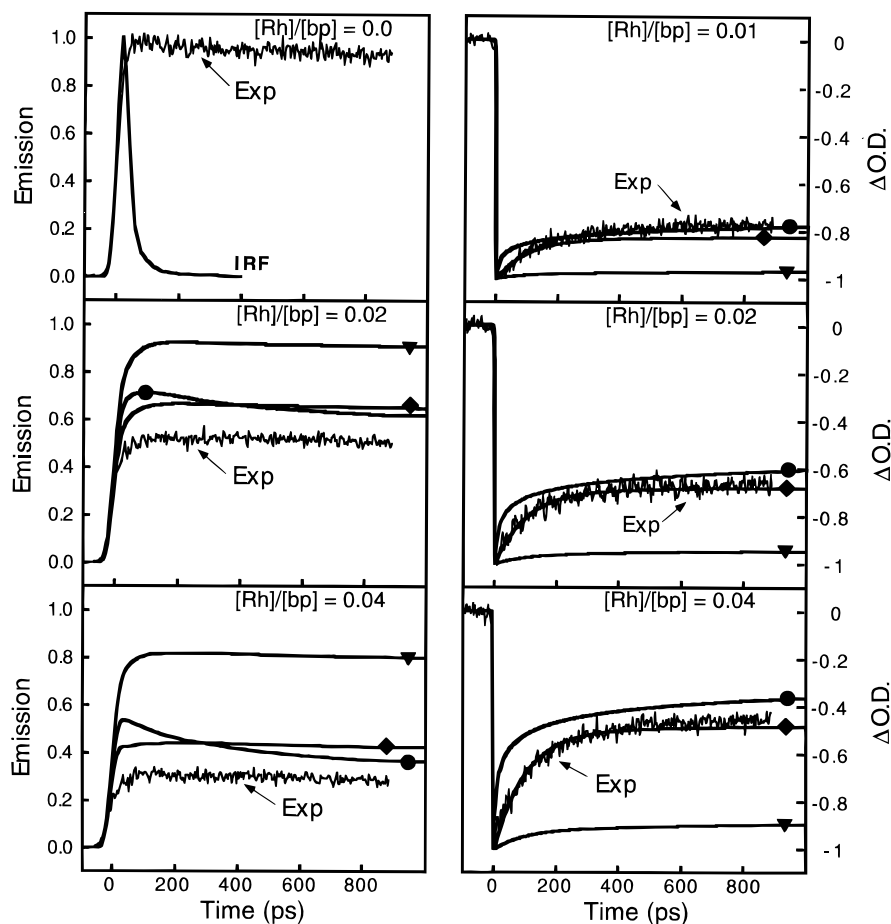 [Rh]/[bp] = 0.0
1.0
0.8
0.6
0.4
0.2
0.0
Emission
Exp
IRF
[Rh]/[bp] = 0.01
0
-0.2
-0.4
-0.6
-0.8
-1
ΔO.D.
Exp
[Rh]/[bp] = 0.02
1.0
0.8
0.6
0.4
0.2
0.0
Emission
Exp
[Rh]/[bp] = 0.02
0
-0.2
-0.4
-0.6
-0.8
-1
ΔO.D.
Exp
[Rh]/[bp] = 0.04
1.0
0.8
0.6
0.4
0.2
0.0
Emission
Exp
0 200 400 600 800
Time (ps)
[Rh]/[bp] = 0.04
0
-0.2
-0.4
-0.6
-0.8
-1
ΔO.D.
Exp
0 200 400 600 800
Time (ps)